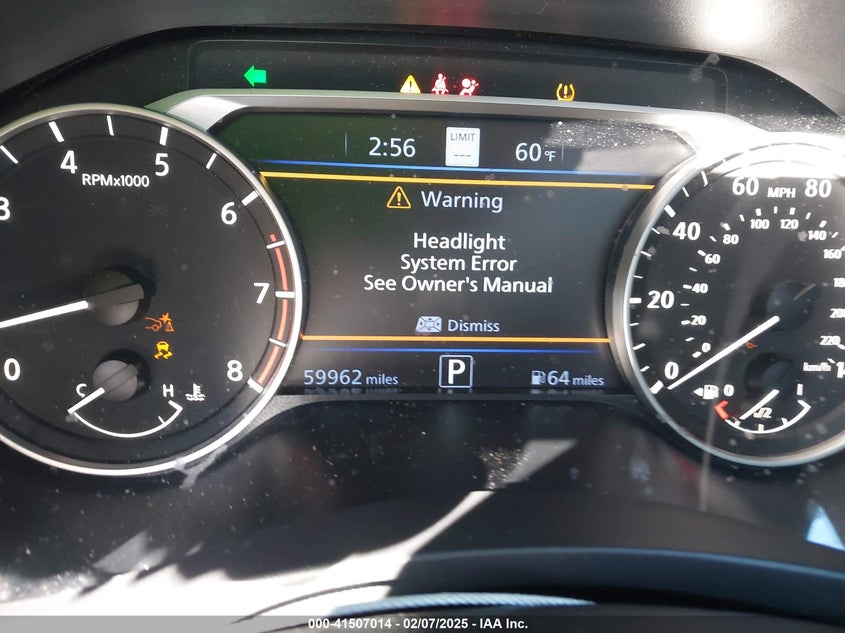 2:56
LIMIT
---
60°F
Warning
Headlight
System Error
See Owner's Manual
Dismiss
59962 miles
P
64 miles
3
4
5
6
7
8
0
RPMx1000
C
H
0
20
40
60
80
MPH
0
20
40
60
80
100
120
140
160
220
km/h
0
1/2
1
000-41507014 — 02/07/2025 — IAA Inc.